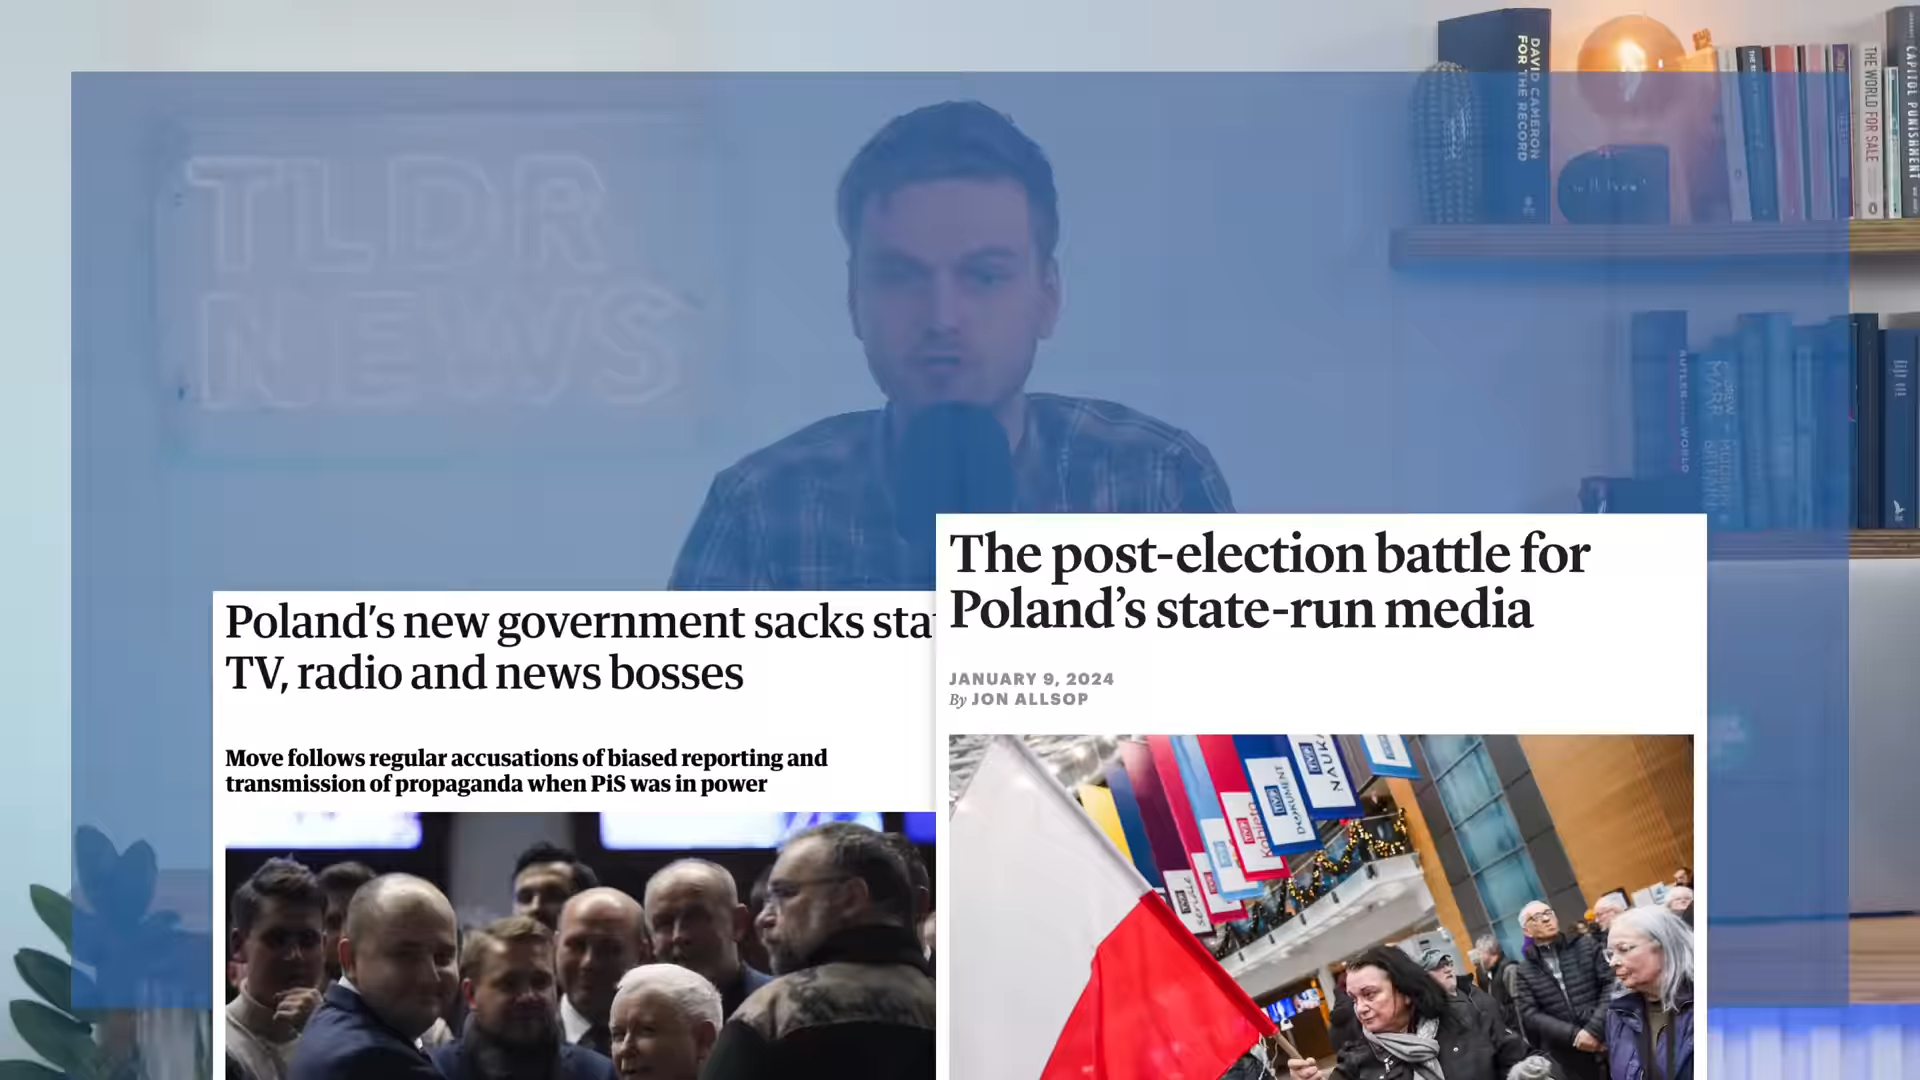 TLDR
NEWS
DAVID CAMERON
FOR THE RECORD
THE WORLD FOR SALE
CAPITOL PUNISHMENT
Poland's new government sacks sta
TV, radio and news bosses
Move follows regular accusations of biased reporting and
transmission of propaganda when PiS was in power
The post-election battle for
Poland's state-run media
JANUARY 9, 2024
By JON ALLSOP
NAUKA
DOKUMENT
Kobieta
seriale